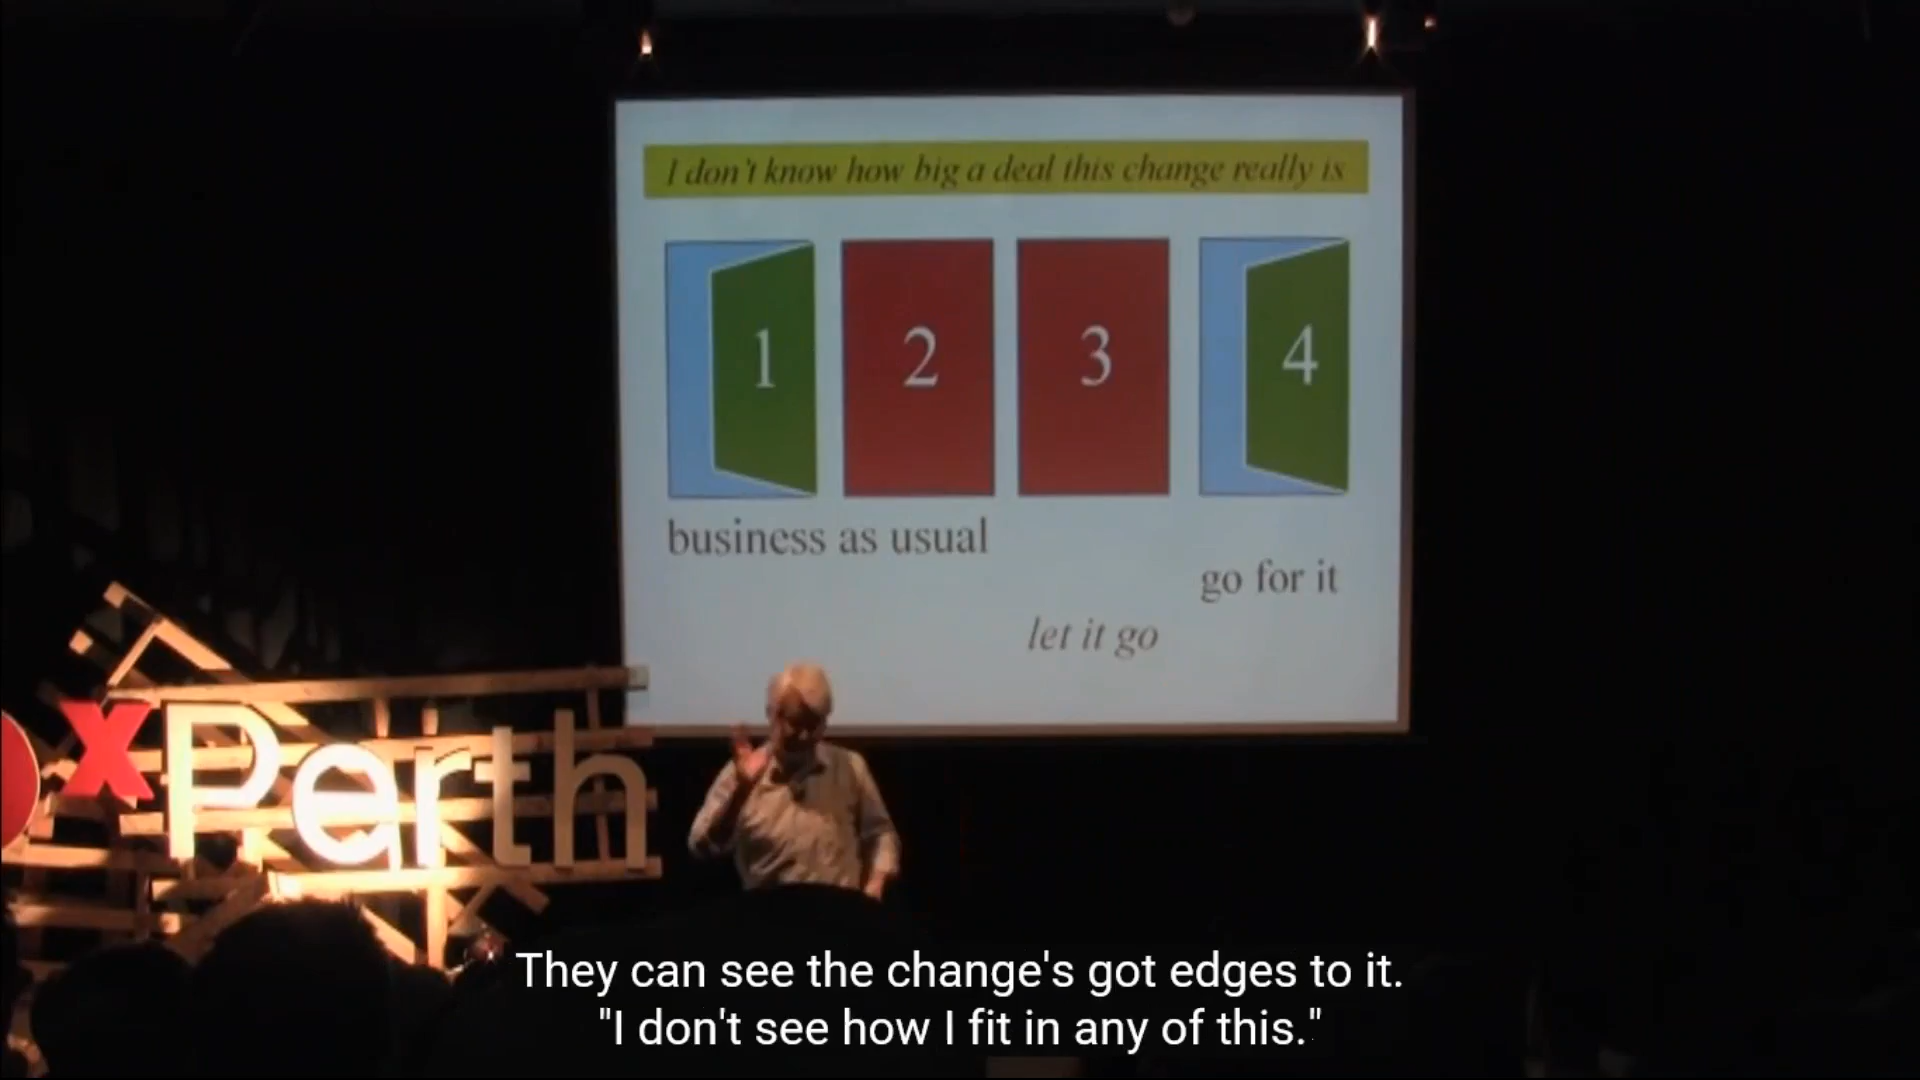 I don't know how big a deal this change really is
1 2 3 4
business as usual
go for it
let it go
xPerth
They can see the change's got edges to it.
"I don't see how I fit in any of this."